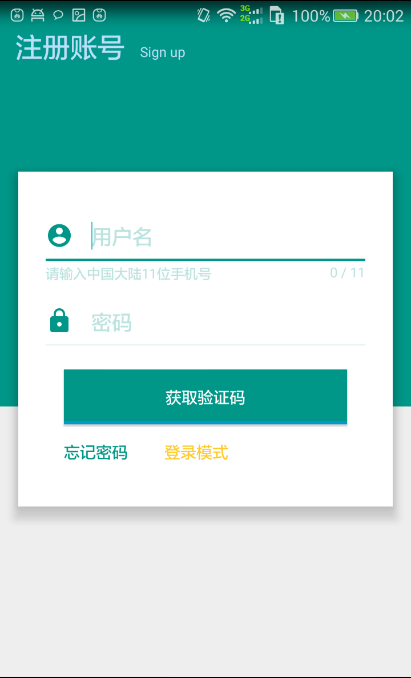 3G
2G
100%
20:02
注册账号 Sign up
用户名
请输入中国大陆11位手机号 0 / 11
密码
获取验证码
忘记密码 登录模式